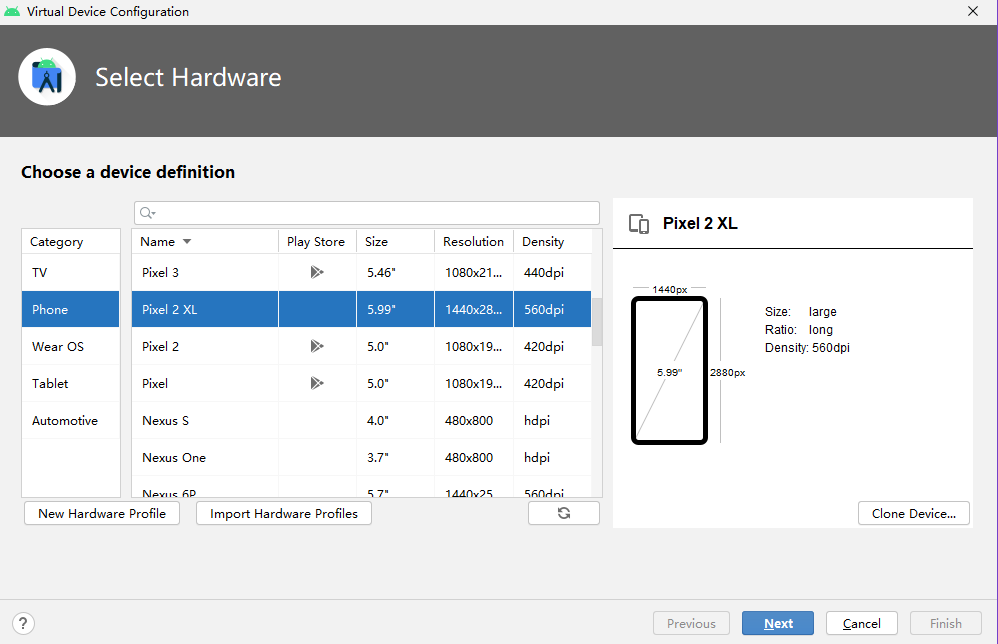 Virtual Device Configuration
Select Hardware
Choose a device definition
Category
TV
Phone
Wear OS
Tablet
Automotive
Name Play Store Size Resolution Density
Pixel 3 5.46" 1080x21... 440dpi
Pixel 2 XL 5.99" 1440x28... 560dpi
Pixel 2 5.0" 1080x19... 420dpi
Pixel 5.0" 1080x19... 420dpi
Nexus S 4.0" 480x800 hdpi
Nexus One 3.7" 480x800 hdpi
Nexus 6P 5.7" 1440x25 560dpi
New Hardware Profile Import Hardware Profiles
Pixel 2 XL
1440px
5.99"
2880px
Size: large
Ratio: long
Density: 560dpi
Clone Device...
? Previous Next Cancel Finish